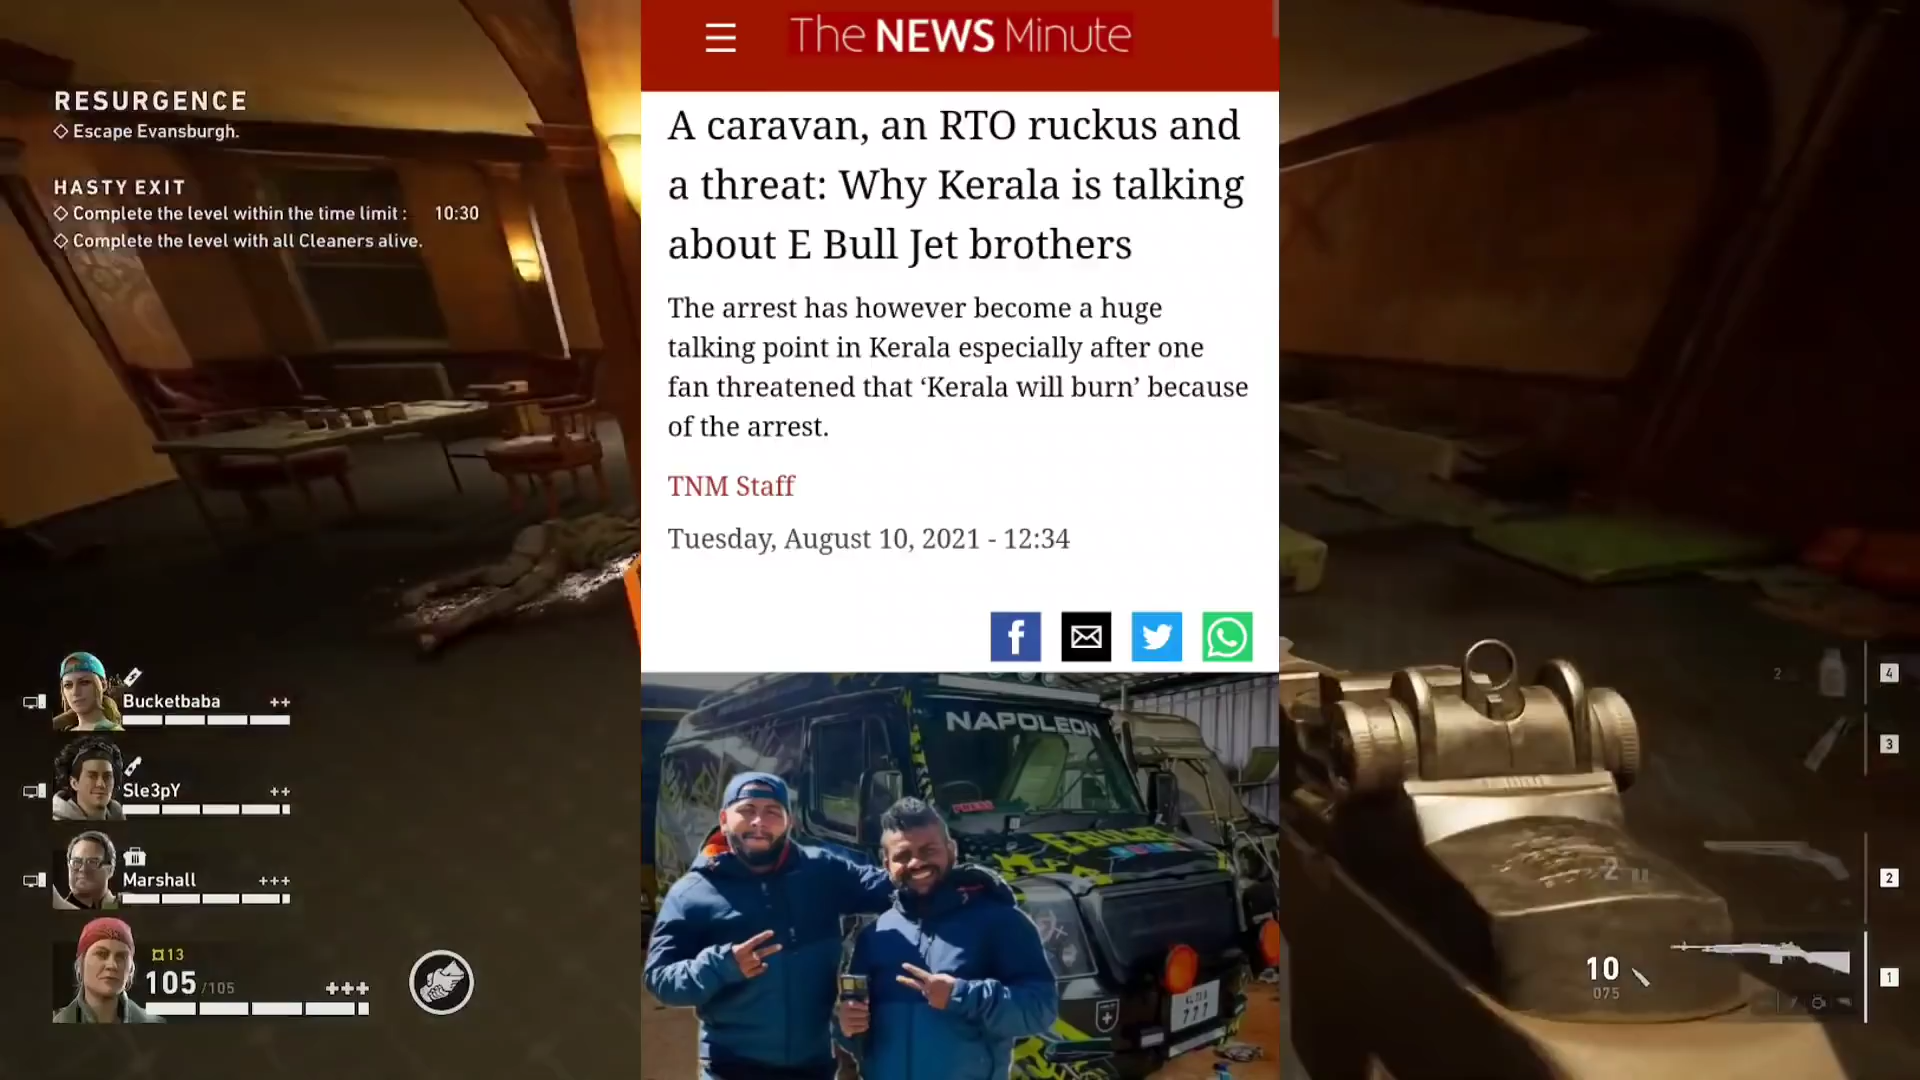 RESURGENCE
Escape Evansburgh.
HASTY EXIT
Complete the level within the time limit : 10:30
Complete the level with all Cleaners alive.
The NEWS Minute
A caravan, an RTO ruckus and
a threat: Why Kerala is talking
about E Bull Jet brothers
The arrest has however become a huge
talking point in Kerala especially after one
fan threatened that ‘Kerala will burn’ because
of the arrest.
TNM Staff
Tuesday, August 10, 2021 - 12:34
NAPOLEON
PRESS
777
Bucketbaba ++
Sle3pY ++
Marshall +++
13
105 /105 +++
2 4
3
2 2
10
075
1